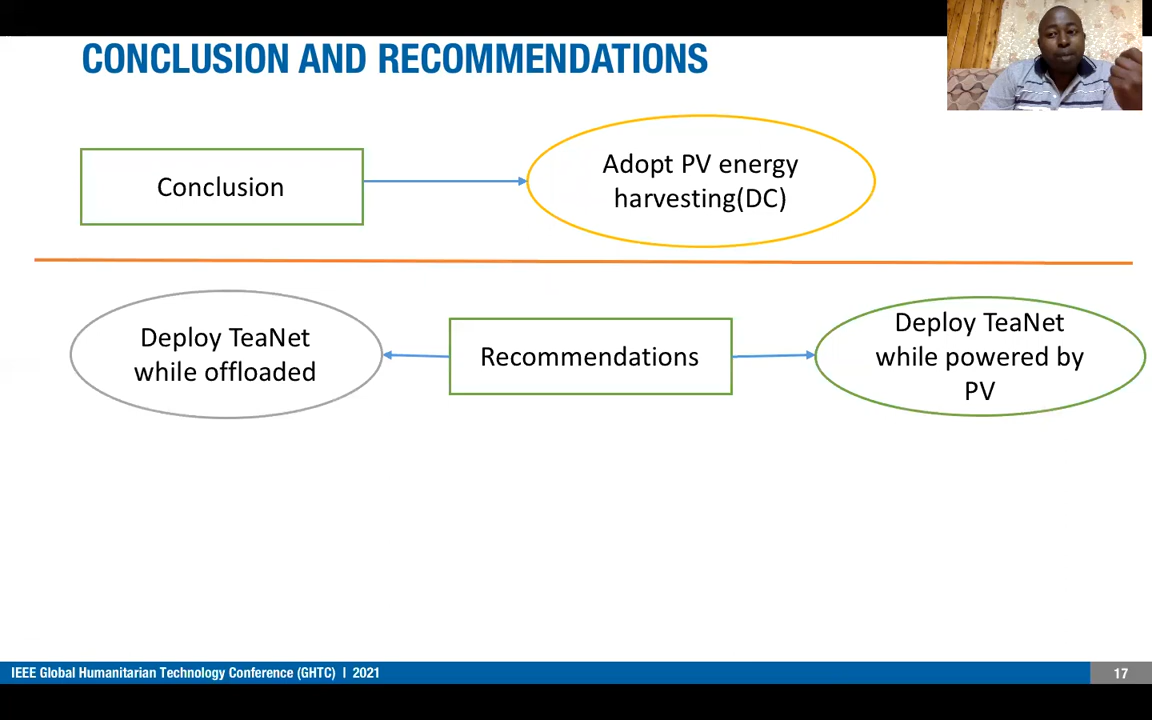 CONCLUSION AND RECOMMENDATIONS
Conclusion
Adopt PV energy
harvesting(DC)
Deploy TeaNet
while offloaded
Recommendations
Deploy TeaNet
while powered by
PV
IEEE Global Humanitarian Technology Conference (GHTC) | 2021
17